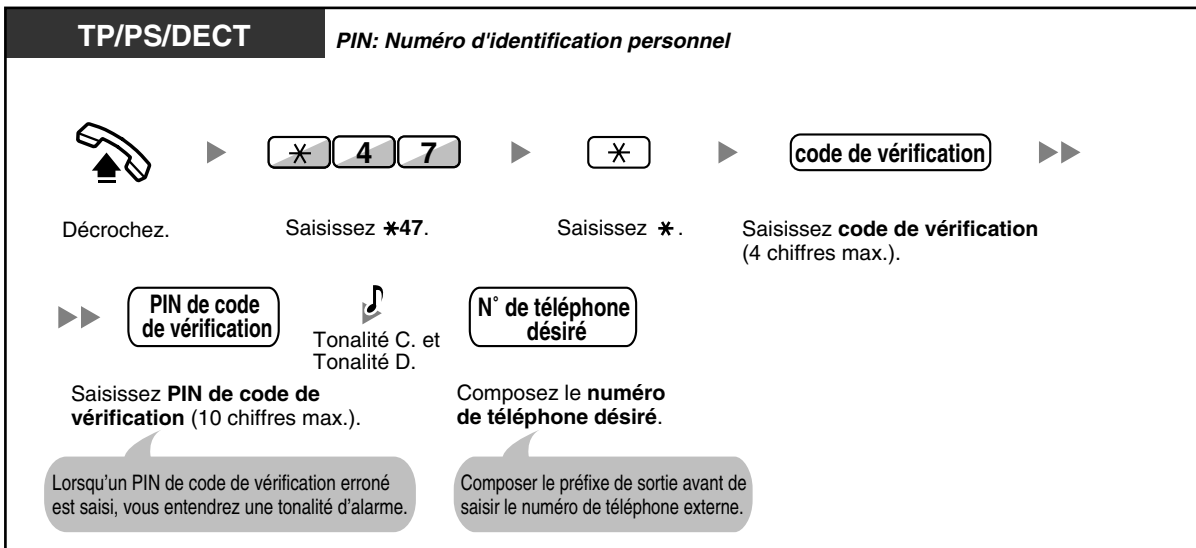 TP/PS/DECT
PIN: Numéro d'identification personnel
* 4 7
*
code de vérification
Décrochez.
Saisissez *47.
Saisissez *.
Saisissez code de vérification
(4 chiffres max.).
PIN de code
de vérification
Tonalité C. et
Tonalité D.
N° de téléphone
désiré
Saisissez PIN de code de
vérification (10 chiffres max.).
Composez le numéro
de téléphone désiré.
Lorsqu'un PIN de code de vérification erroné
est saisi, vous entendrez une tonalité d'alarme.
Composer le préfixe de sortie avant de
saisir le numéro de téléphone externe.